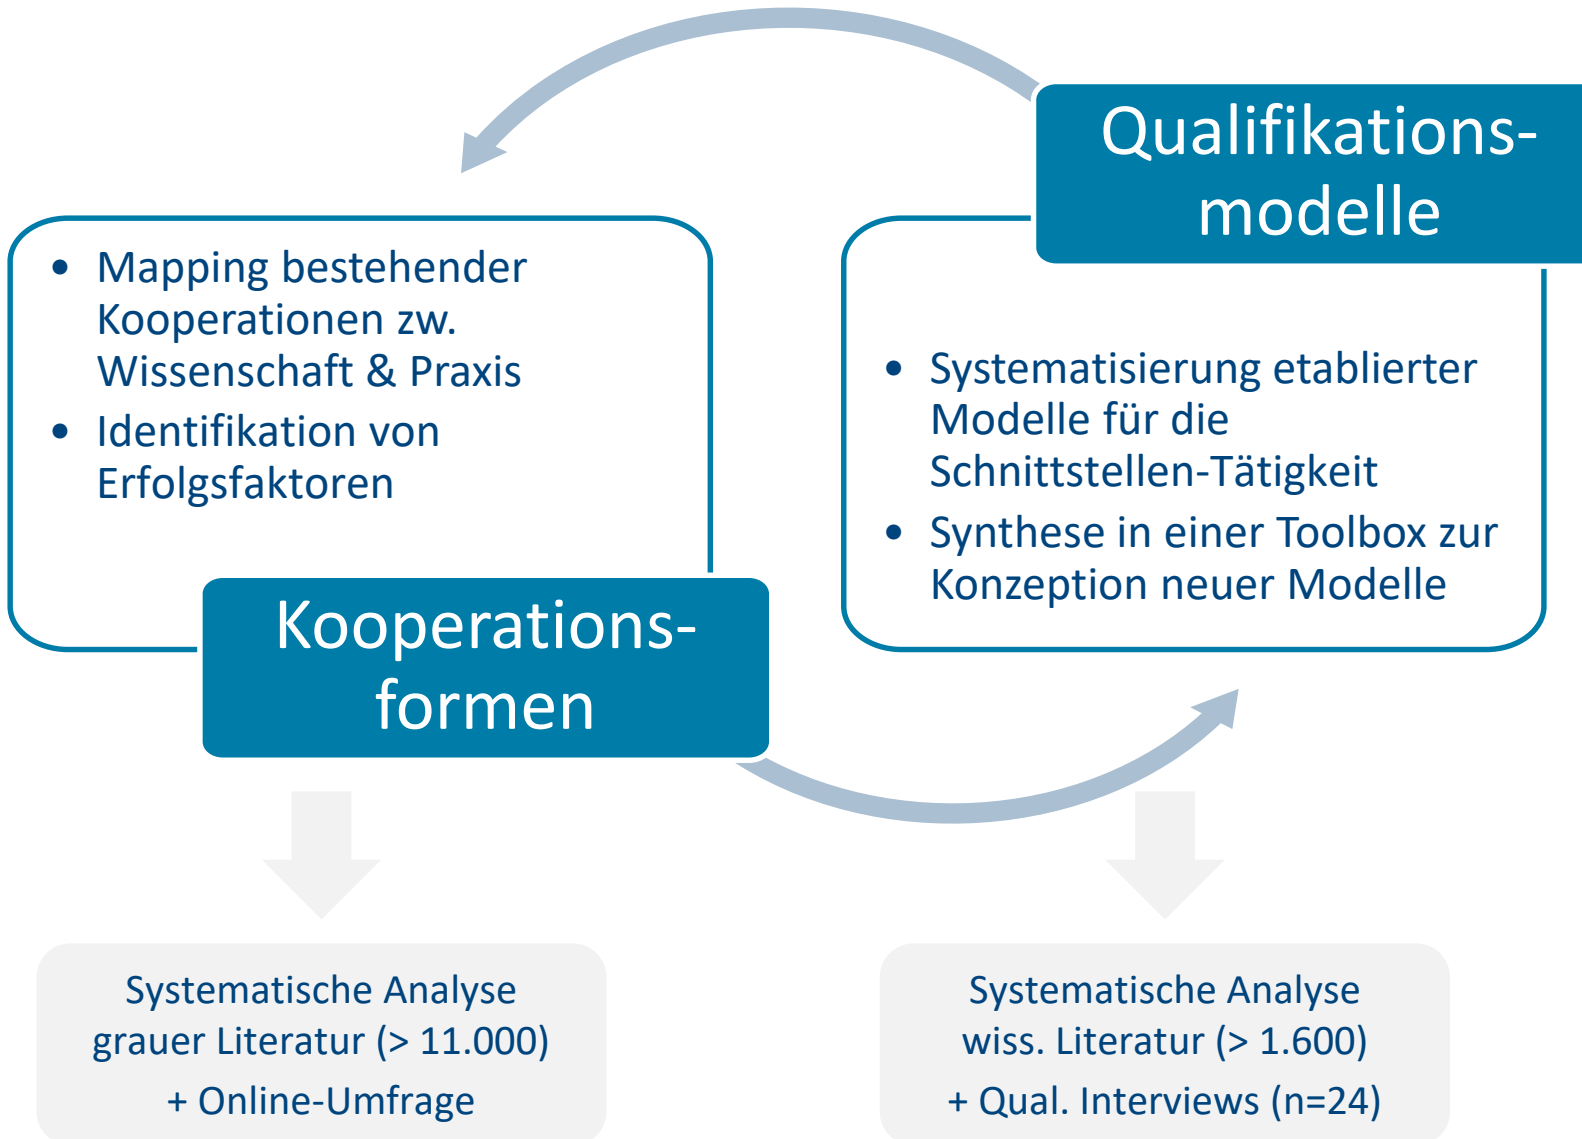 Qualifikations-
modelle
• Mapping bestehender
Kooperationen zw.
Wissenschaft & Praxis
• Identifikation von
Erfolgsfaktoren
Kooperations-
formen
• Systematisierung etablierter
Modelle für die
Schnittstellen-Tätigkeit
• Synthese in einer Toolbox zur
Konzeption neuer Modelle
Systematische Analyse
grauer Literatur (> 11.000)
+ Online-Umfrage
Systematische Analyse
wiss. Literatur (> 1.600)
+ Qual. Interviews (n=24)